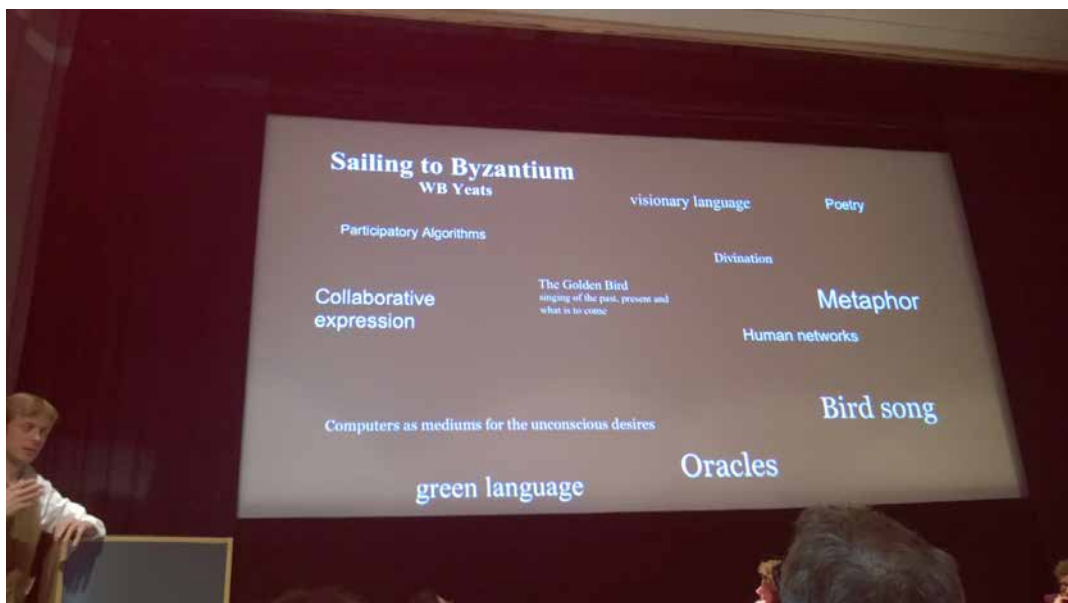 Sailing to Byzantium
WB Yeats
visionary language
Poetry
Participatory Algorithms
Divination
The Golden Bird
singing of the past, present and
what is to come
Collaborative
expression
Metaphor
Human networks
Bird song
Computers as mediums for the unconscious desires
Oracles
green language